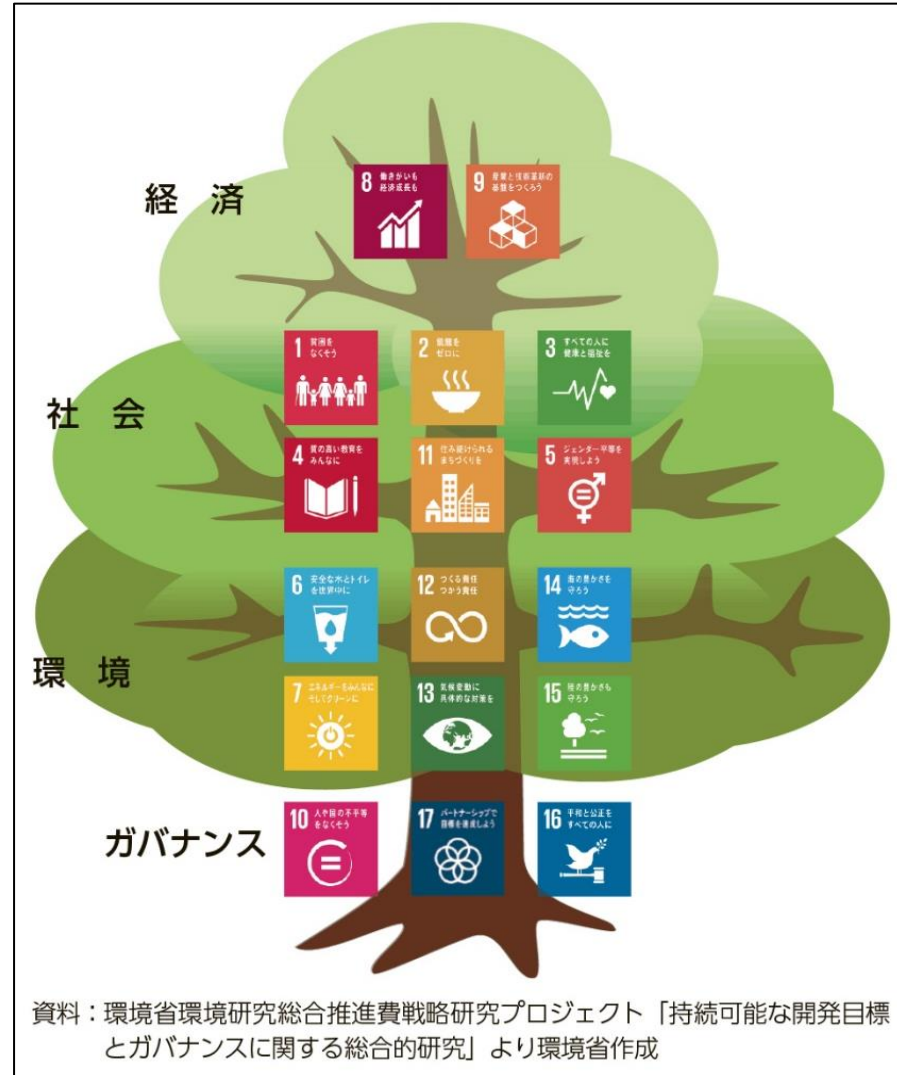 経　済
8 働きがいも
経済成長も
9 産業と技術革新の
基盤をつくろう
社　会
1 貧困を
なくそう
2 飢餓を
ゼロに
3 すべての人に
健康と福祉を
4 質の高い教育を
みんなに
11 住み続けられる
まちづくりを
5 ジェンダー平等を
実現しよう
環　境
6 安全な水とトイレ
を世界中に
12 つくる責任
つかう責任
14 海の豊かさを
守ろう
7 エネルギーをみんなに
そしてクリーンに
13 気候変動に
具体的な対策を
15 陸の豊かさも
守ろう
ガバナンス
10 人や国の不平等
をなくそう
17 パートナーシップで
目標を達成しよう
16 平和と公正を
すべての人に
資料：環境省環境研究総合推進費戦略研究プロジェクト「持続可能な開発目標
とガバナンスに関する総合的研究」より環境省作成